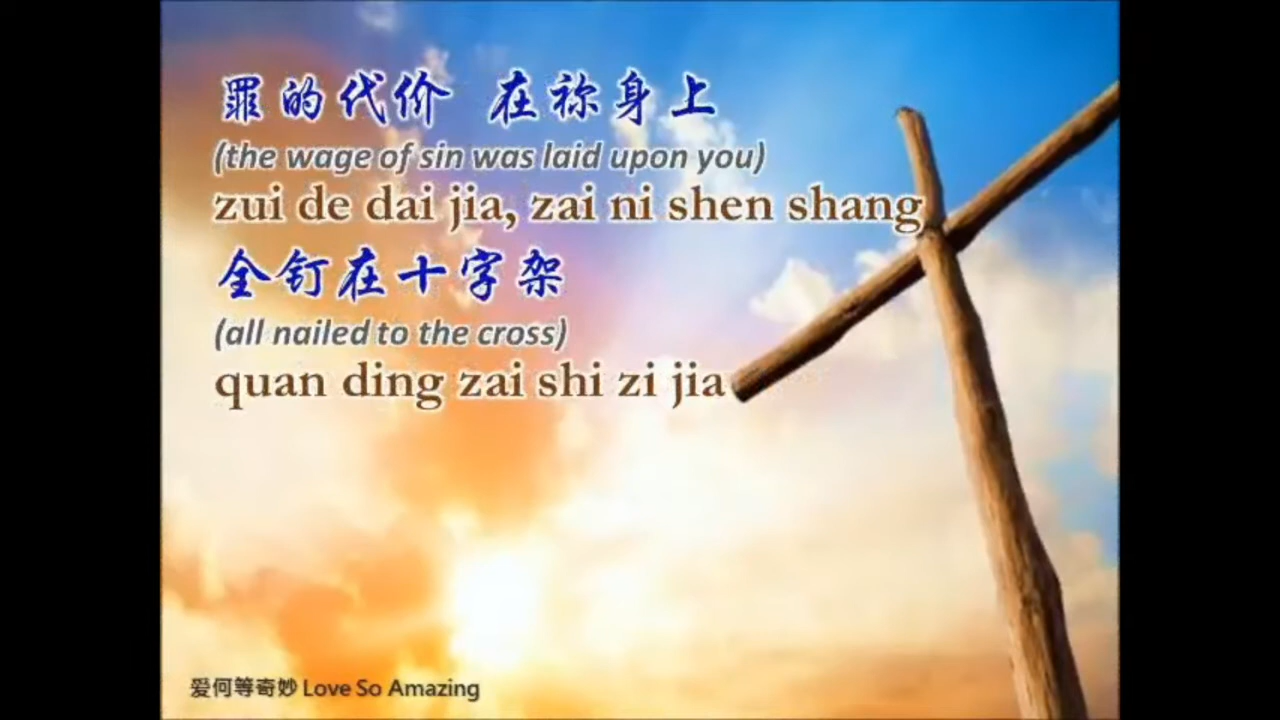 罪的代价 在祢身上
(the wage of sin was laid upon you)
zui de dai jia, zai ni shen shang
全钉在十字架
(all nailed to the cross)
quan ding zai shi zi jia
爱何等奇妙 Love So Amazing